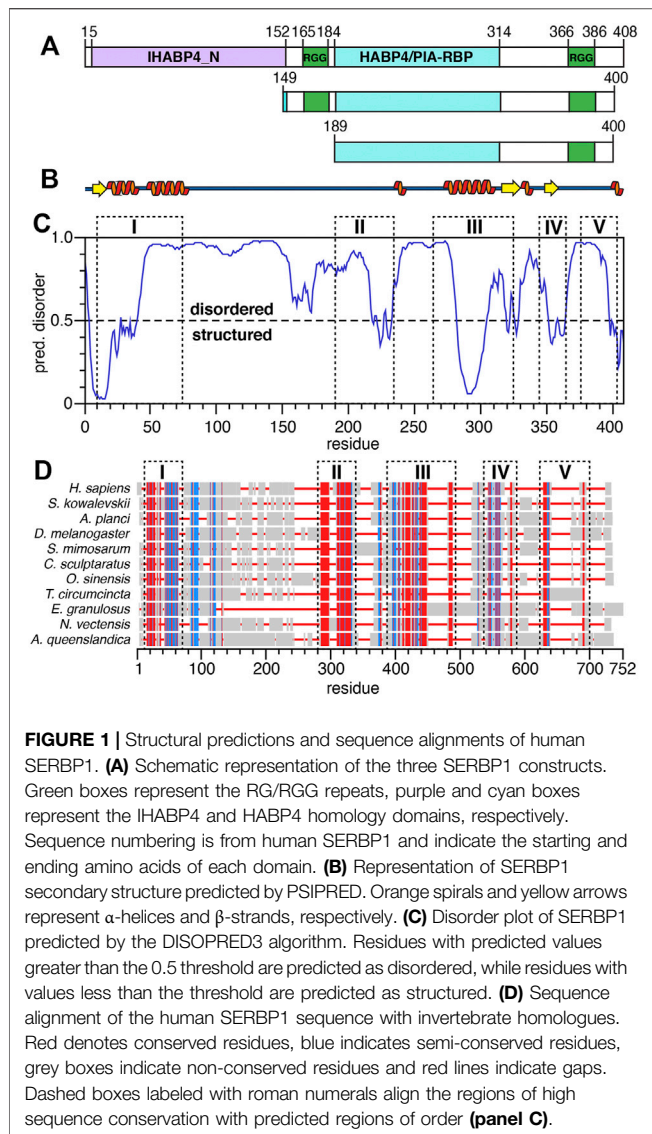 15 152 165 184 314 366 386 408
A IHABP4_N RGG HABP4/PIA-RBP RGG
149 400
189 400
B
C I II III IV V
1.0
disordered
0.5
structured
0
pred. disorder
0 50 100 150 200 250 300 350 400
residue
D I II III IV V
H. sapiens
S. kowalevskii
A. planci
D. melanogaster
S. mimosarum
C. sculptaratus
O. sinensis
T. circumcincta
E. granulosus
N. vectensis
A. queenslandica
1 100 200 300 400 500 600 700 752
residue
FIGURE 1 | Structural predictions and sequence alignments of human
SERBP1. (A) Schematic representation of the three SERBP1 constructs.
Green boxes represent the RG/RGG repeats, purple and cyan boxes
represent the IHABP4 and HABP4 homology domains, respectively.
Sequence numbering is from human SERBP1 and indicate the starting and
ending amino acids of each domain. (B) Representation of SERBP1
secondary structure predicted by PSIPRED. Orange spirals and yellow arrows
represent α-helices and β-strands, respectively. (C) Disorder plot of SERBP1
predicted by the DISOPRED3 algorithm. Residues with predicted values
greater than the 0.5 threshold are predicted as disordered, while residues with
values less than the threshold are predicted as structured. (D) Sequence
alignment of the human SERBP1 sequence with invertebrate homologues.
Red denotes conserved residues, blue indicates semi-conserved residues,
grey boxes indicate non-conserved residues and red lines indicate gaps.
Dashed boxes labeled with roman numerals align the regions of high
sequence conservation with predicted regions of order (panel C).